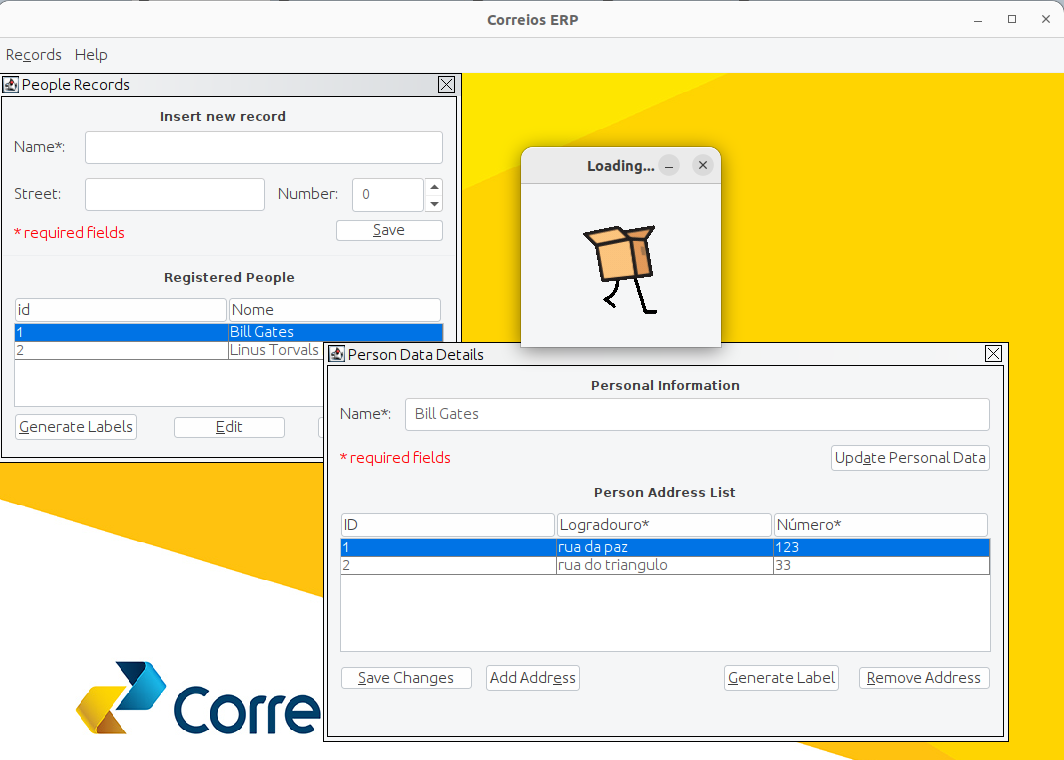 Correios ERP
Records Help
People Records
Insert new record
Name*:
Street:
Number: 0
* required fields
Save
Registered People
id Nome
1 Bill Gates
2 Linus Torvals
Generate Labels Edit
Loading...
Person Data Details
Personal Information
Name*: Bill Gates
* required fields
Update Personal Data
Person Address List
ID Logradouro* Número*
1 rua da paz 123
2 rua do triangulo 33
Save Changes Add Address Generate Label Remove Address
Corre